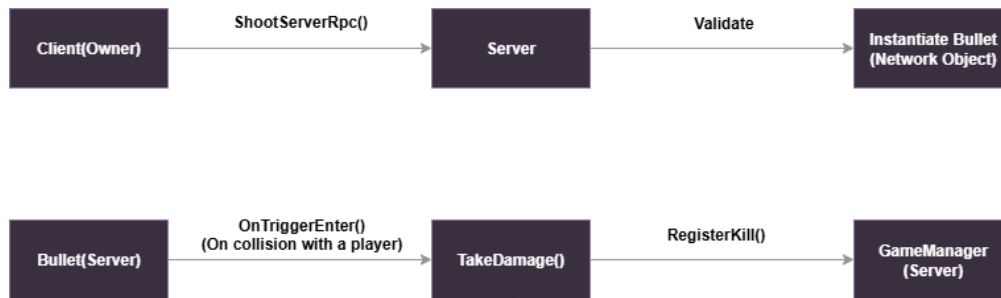 ShootServerRpc()
Validate
Client(Owner)
Server
Instantiate Bullet
(Network Object)
OnTriggerEnter()
(On collision with a player)
RegisterKill()
Bullet(Server)
TakeDamage()
GameManager
(Server)